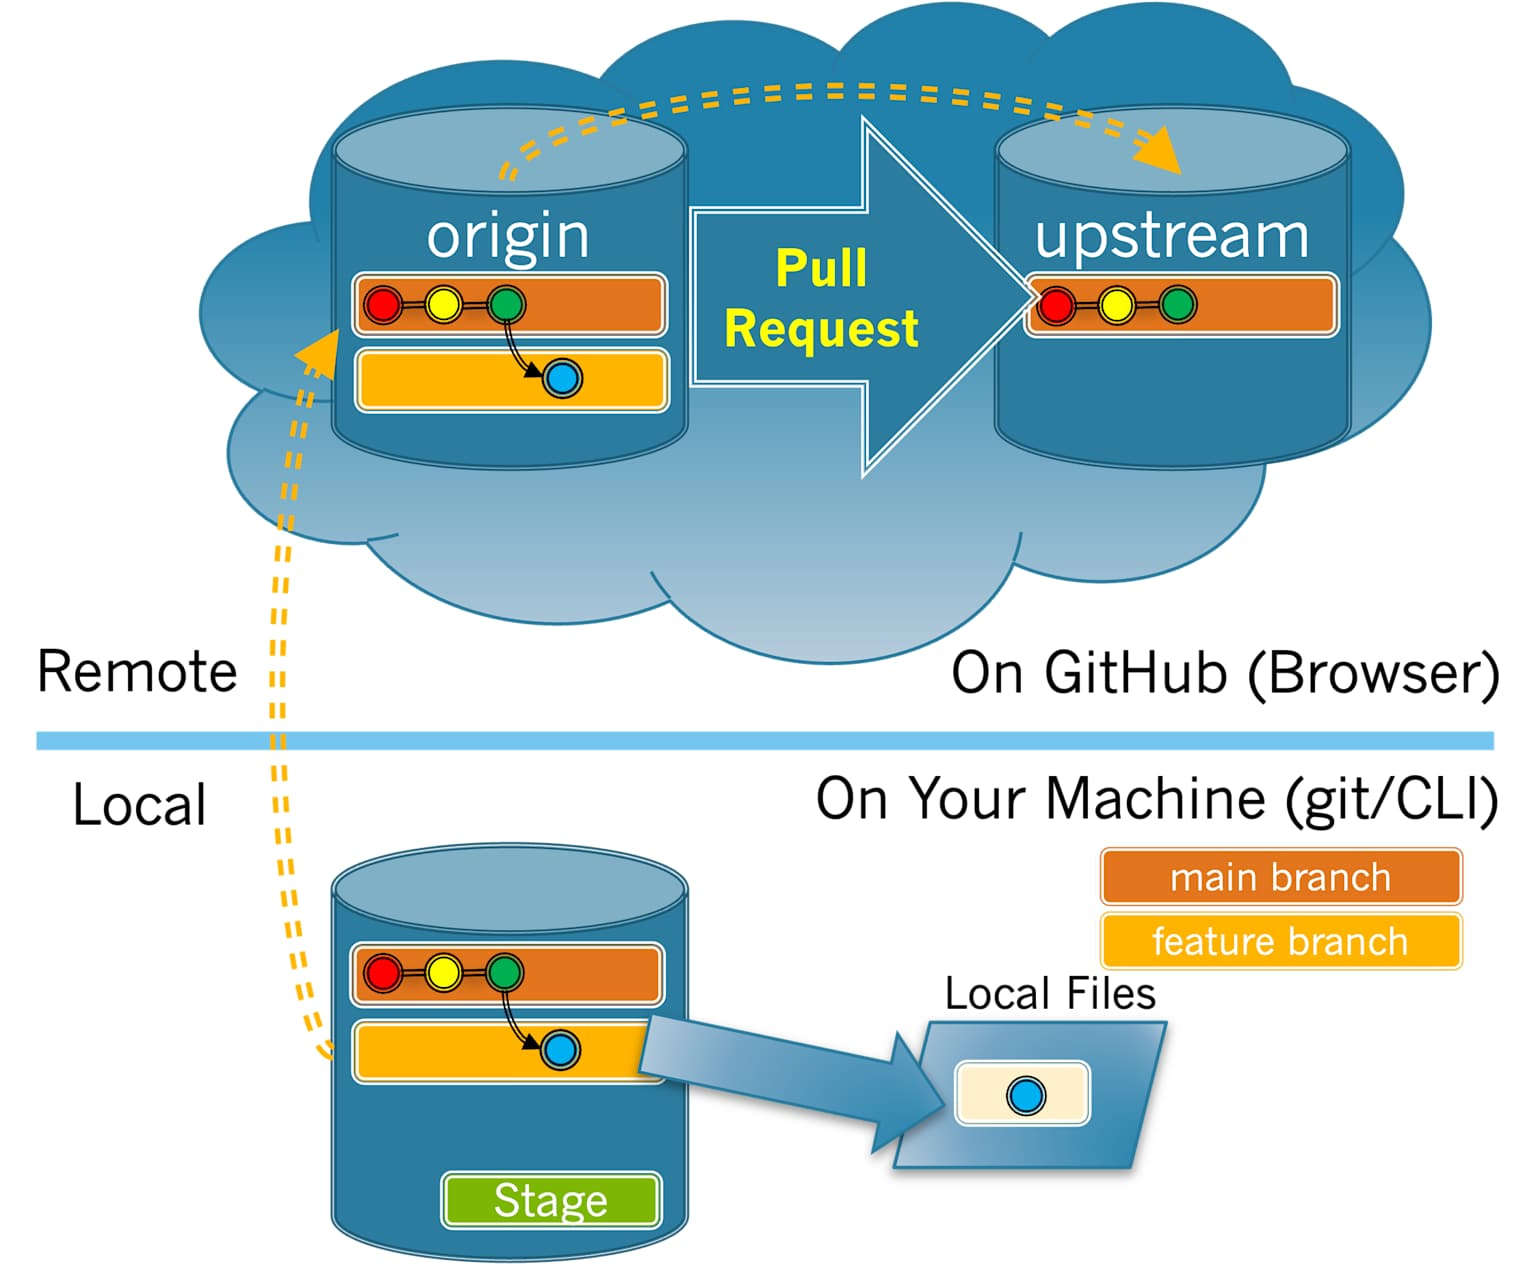 origin
upstream
Pull
Request
Remote
On GitHub (Browser)
Local
On Your Machine (git/CLI)
main branch
feature branch
Local Files
Stage